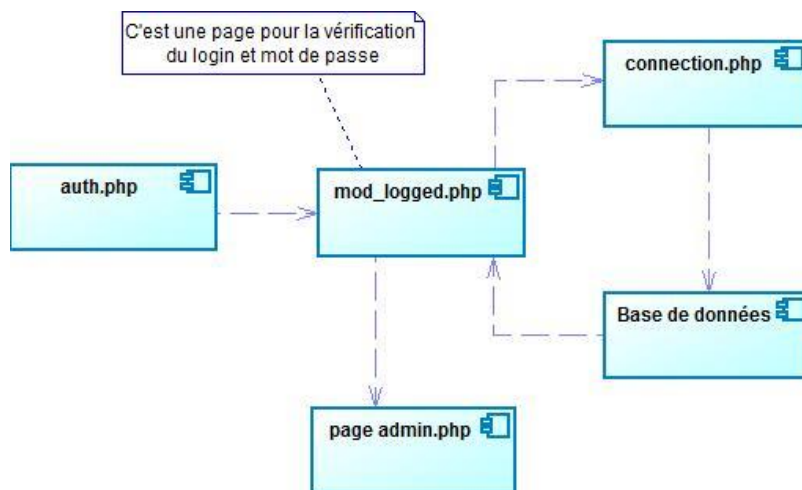 C'est une page pour la vérification
du login et mot de passe
connection.php
auth.php
mod_logged.php
Base de données
page admin.php